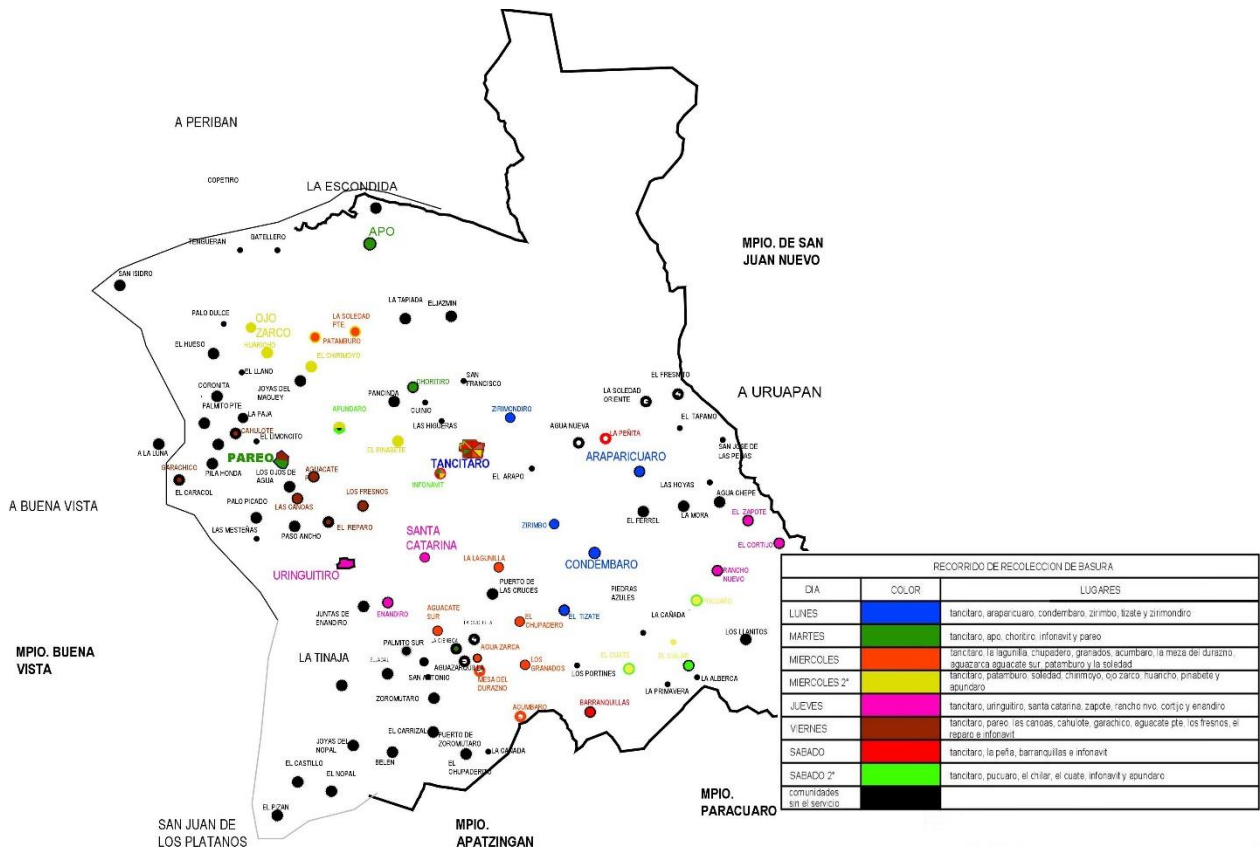 A PERIBAN
COPETIRO
LA ESCONDIDA
APO
TENGUERAN
GATELLERO
MPIO. DE SAN
JUAN NUEVO
SAN ISIDRO
LA TAPIADA
ELJAZMIN
LA SOLEDAD
PTE.
PALO DULCE
OJO
ZARCO
PATAMBURO
HUARICHO
EL HUESO
EL CHIRIMOYO
EL LLANO
JOYAS DEL
MAGUEY
CHORITIRO
SAN
FRANCISCO
EL FRESNITO
LA SOLEDAD
ORIENTE
A URUAPAN
CORONITA
PANCINDA
CUINIO
PALMITO PTE
LA PAJA
APUNDARO
LAS HIGUERAS
ZIRIMONDIRO
EL TAPAMO
CAHULOTE
EL LIMONCITO
AGUA NUEVA
LA PEÑITA
SAN JOSE DE
LAS PEÑAS
A LA LUNA
EL PINABETE
PAREO
TANCITARO
ARAPARICUARO
PILA HONDA
GARACHICO
LOS OJOS DE
AGUA
AGUACATE
INFONAVIT
EL ARAPO
LAS HOYAS
EL CARACOL
AGUA CHEPE
A BUENA VISTA
PALO PICADO
LAS CANOAS
LOS FRESNOS
EL FERREL
LA MORA
EL ZAPOTE
LAS MESTEÑAS
PASO ANCHO
EL REPARO
SANTA
CATARINA
ZIRIMBO
EL CORTIJO
LA LAGUNILLA
CONDEMBARO
URINGUITIRO
RANCHO
NUEVO
PUERTO DE
LAS CRUCES
PIEDRAS
AZULES
PUCUARO
JUNTAS DE
ENANDIRO
ENANDIRO
AGUACATE
SUR
EL
CHUPADERO
EL TIZATE
LA CAÑADA
LOS LLANITOS
MPIO. BUENA
VISTA
LA TINAJA
PALMITO SUR
LA CIENEGA
AGUA ZARCA
EL CHILAR
AGUAZARQUILLA
LOS
GRANADOS
EL CUATE
LOS PORTINES
SAN ANTONIO
MESA DEL
DURAZNO
LA ALBERCA
LA PRIMAVERA
ZOROMUTARO
ACUMBARO
BARRANQUILLAS
EL CARRIZAL
PUERTO DE
ZOROMUTARO
JOYAS DEL
NOPAL
BELEN
LA CAÑADA
EL
CHUPADERITO
EL CASTILLO
EL NOPAL
EL PIZAN
SAN JUAN DE
LOS PLATANOS
MPIO.
APATZINGAN
MPIO.
PARACUARO
RECORRIDO DE RECOLECCION DE BASURA
DIA COLOR LUGARES
LUNES tancitaro, araparicuaro, condembaro, zirimbo, tizate y zirimondiro
MARTES tancitaro, apo, choritiro, infonavit y pareo
MIERCOLES tancitaro, la lagunilla, chupadero, granados, acumbaro, la meza del durazno,
aguazarca aguacate sur, patamburo y la soledad
MIERCOLES 2° tancitaro, patamburo, soledad, chirimoyo, ojo zarco, huaricho, pinabete y
apundaro
JUEVES tancitaro, uringuitiro, santa catarina, zapote, rancho nvo, cortijo y enandiro
VIERNES tancitaro, pareo, las canoas, cahulote, garachico, aguacate pte, los fresnos, el
reparo e infonavit
SABADO tancitaro, la peña, barranquillas e infonavit
SABADO 2° tancitaro, pucuaro, el chilar, el cuate, infonavit y apundaro
comunidades
sin el servicio